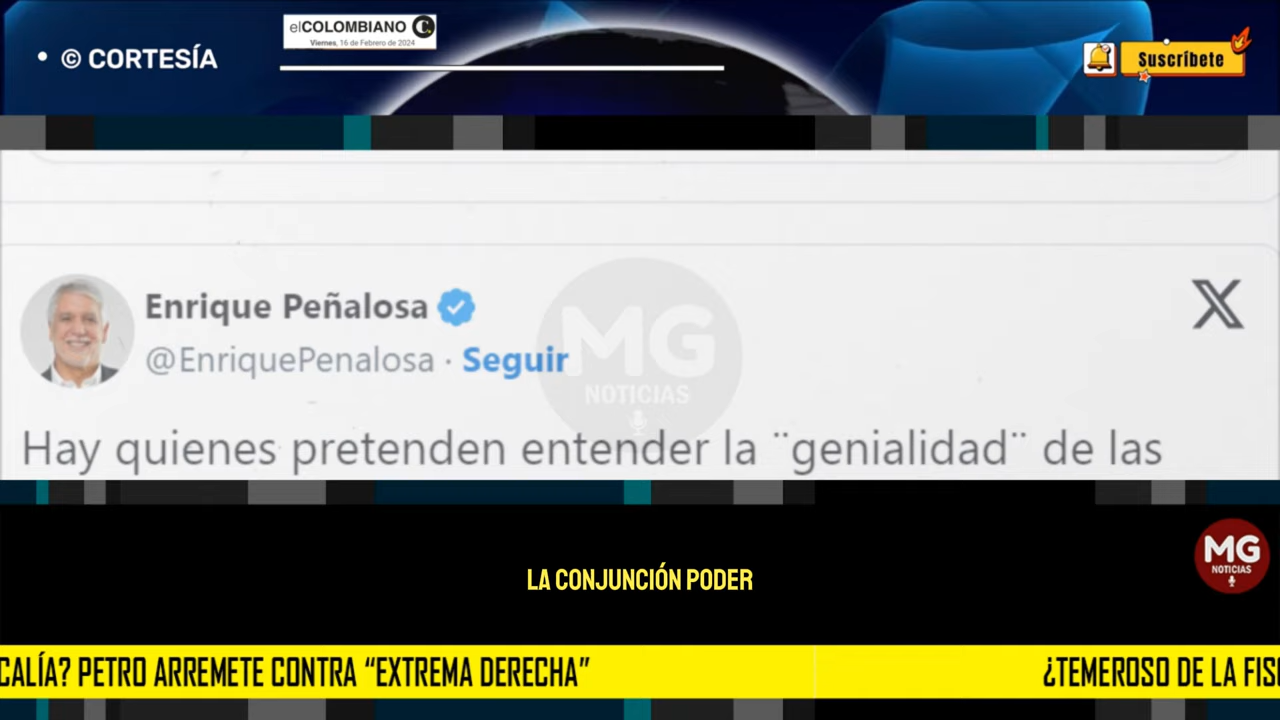 • © CORTESÍA
elCOLOMBIANO C
Viernes, 16 de Febrero de 2024
Suscríbete
Enrique Peñalosa
@EnriquePenalosa · Seguir
MG
NOTICIAS
Hay quienes pretenden entender la ¨genialidad¨ de las
LA CONJUNCIÓN PODER
MG
NOTICIAS
CALÍA? PETRO ARREMETE CONTRA “EXTREMA DERECHA” ¿TEMEROSO DE LA FIS